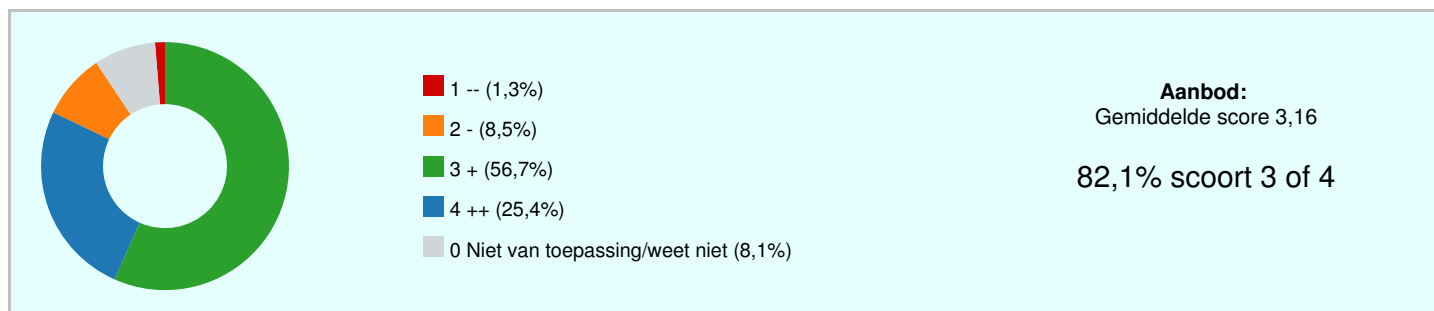 1 -- (1,3%)
2 - (8,5%)
3 + (56,7%)
4 ++ (25,4%)
0 Niet van toepassing/weet niet (8,1%)
Aanbod:
Gemiddelde score 3,16
82,1% scoort 3 of 4